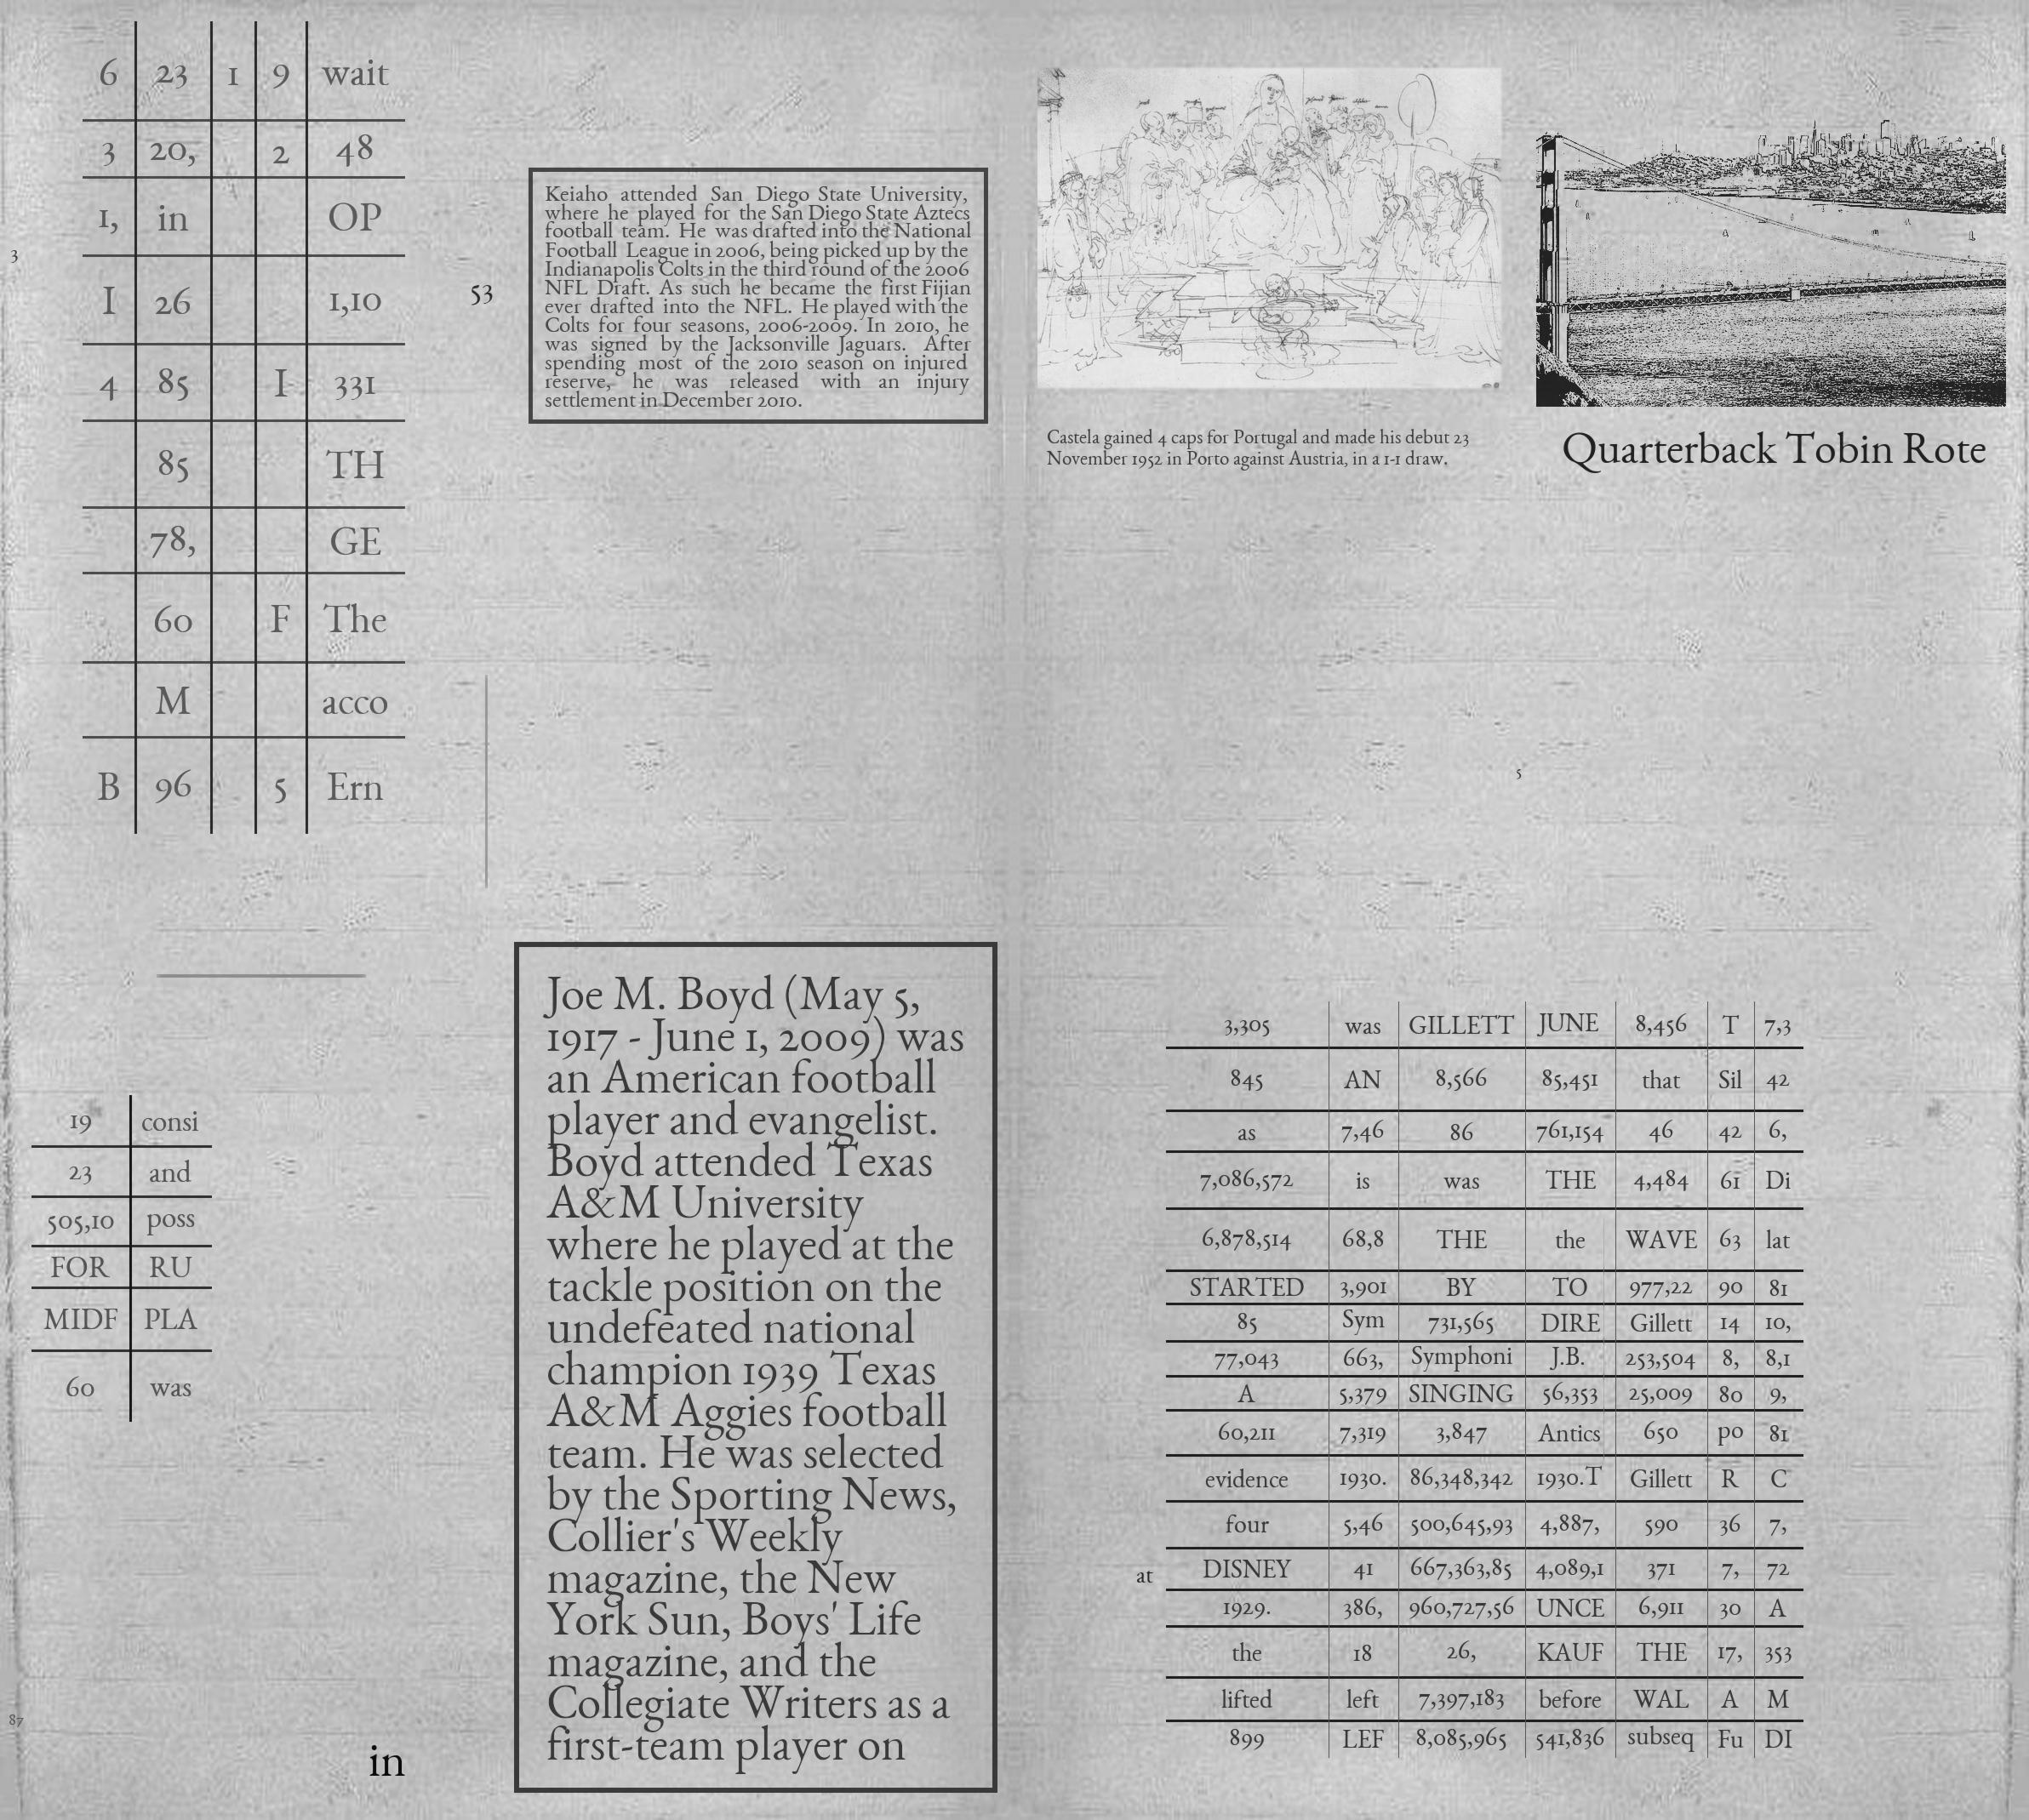 6 23 1 9 wait
3 20, 2 48
1, in OP
I 26 1,10
4 85 I 331
85 TH
78, GE
60 F The
M acco
B 96 5 Ern
3
53
Keiaho attended San Diego State University,
where he played for the San Diego State Aztecs
football team. He was drafted into the National
Football League in 2006, being picked up by the
Indianapolis Colts in the third round of the 2006
NFL Draft. As such he became the first Fijian
ever drafted into the NFL. He played with the
Colts for four seasons, 2006-2009. In 2010, he
was signed by the Jacksonville Jaguars. After
spending most of the 2010 season on injured
reserve, he was released with an injury
settlement in December 2010.
Castela gained 4 caps for Portugal and made his debut 23
November 1952 in Porto against Austria, in a 1-1 draw.
Quarterback Tobin Rote
5
19 consi
23 and
505,10 poss
FOR RU
MIDF PLA
60 was
87
in
Joe M. Boyd (May 5,
1917 - June 1, 2009) was
an American football
player and evangelist.
Boyd attended Texas
A&M University
where he played at the
tackle position on the
undefeated national
champion 1939 Texas
A&M Aggies football
team. He was selected
by the Sporting News,
Collier's Weekly
magazine, the New
York Sun, Boys' Life
magazine, and the
Collegiate Writers as a
first-team player on
3,305 was GILLETT JUNE 8,456 T 7,3
845 AN 8,566 85,451 that Sil 42
as 7,46 86 761,154 46 42 6,
7,086,572 is was THE 4,484 61 Di
6,878,514 68,8 THE the WAVE 63 lat
STARTED 3,901 BY TO 977,22 90 81
85 Sym 731,565 DIRE Gillett 14 10,
77,043 663, Symphoni J.B. 253,504 8, 8,1
A 5,379 SINGING 56,353 25,009 80 9,
60,211 7,319 3,847 Antics 650 po 81
evidence 1930. 86,348,342 1930.T Gillett R C
four 5,46 500,645,93 4,887, 590 36 7,
DISNEY 41 667,363,85 4,089,1 371 7, 72
1929. 386, 960,727,56 UNCE 6,911 30 A
the 18 26, KAUF THE 17, 353
lifted left 7,397,183 before WAL A M
899 LEF 8,085,965 541,836 subseq Fu DI
at